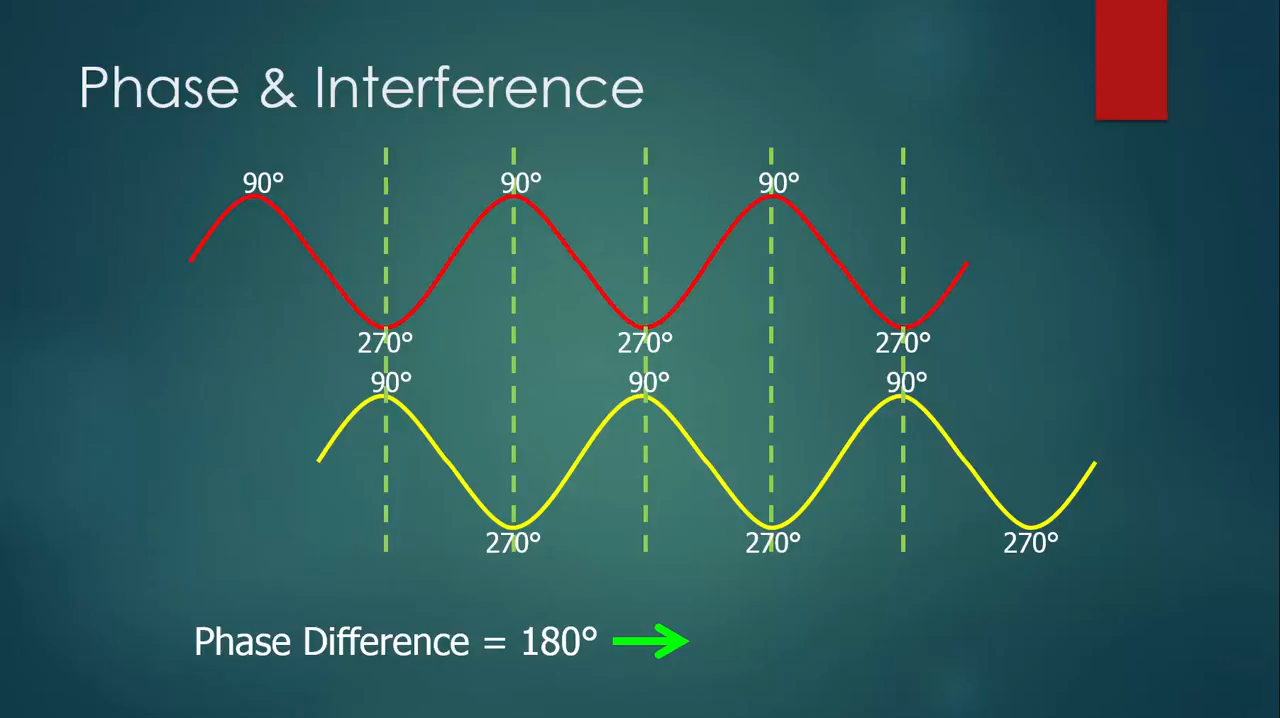 Phase & Interference
90° 90° 90°
270° 270° 270°
90° 90° 90°
270° 270° 270°
Phase Difference = 180°